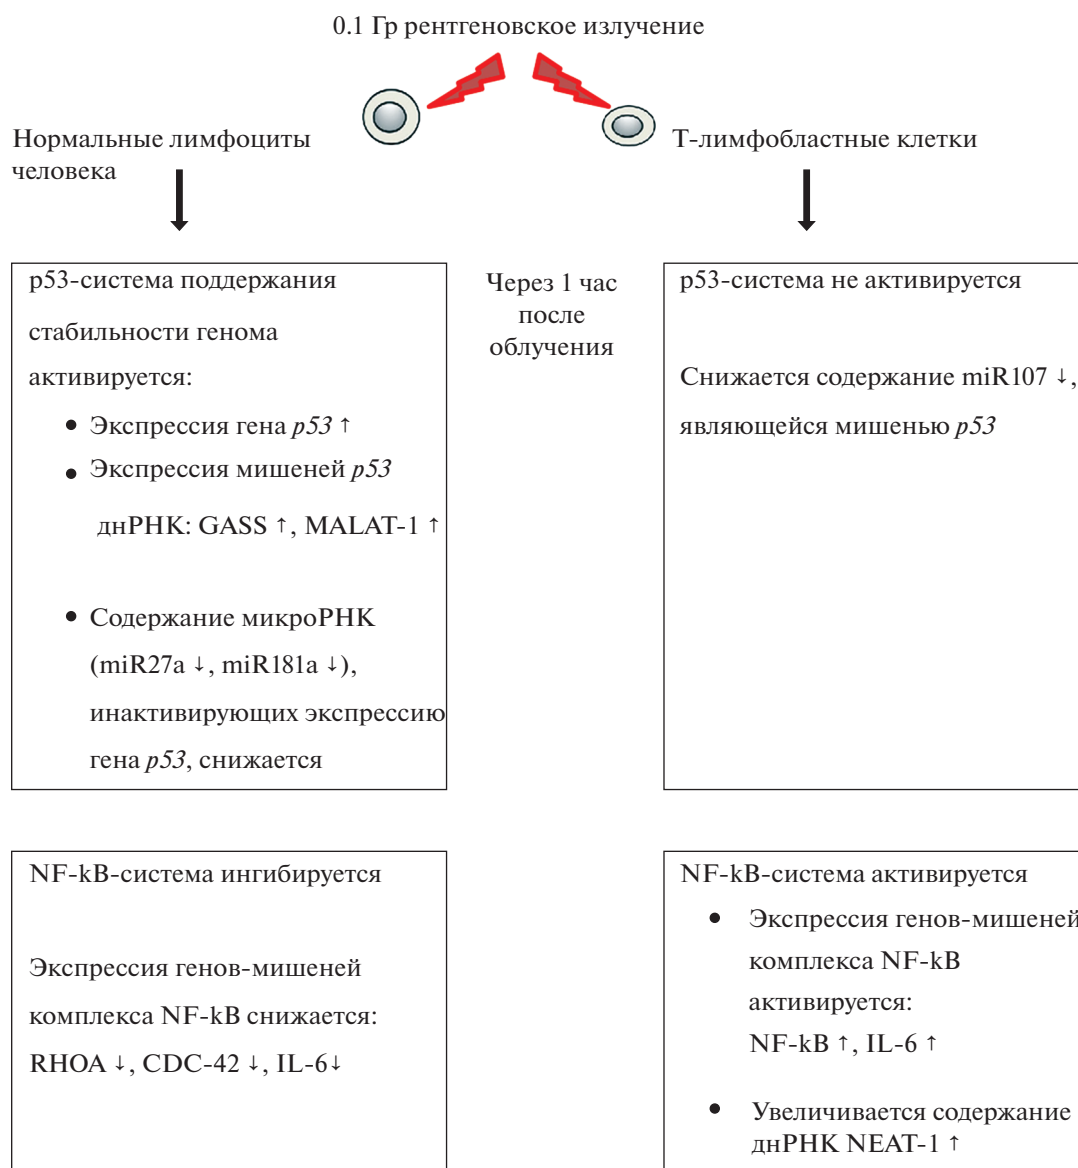 0.1 Гр рентгеновское излучение
Нормальные лимфоциты
человека
Т-лимфобластные клетки
р53-система поддержания
стабильности генома
активируется:
• Экспрессия гена p53 ↑
• Экспрессия мишеней p53
днРНК: GASS ↑, MALAT-1 ↑
• Содержание микроРНК
(miR27a ↓, miR181a ↓),
инактивирующих экспрессию
гена p53, снижается
Через 1 час
после
облучения
р53-система не активируется
Снижается содержание miR107 ↓,
являющейся мишенью p53
NF-kB-система ингибируется
Экспрессия генов-мишеней
комплекса NF-kB снижается:
RHOA ↓, CDC-42 ↓, IL-6↓
NF-kB-система активируется
• Экспрессия генов-мишеней
комплекса NF-kB
активируется:
NF-kB ↑, IL-6 ↑
• Увеличивается содержание
днРНК NEAT-1 ↑